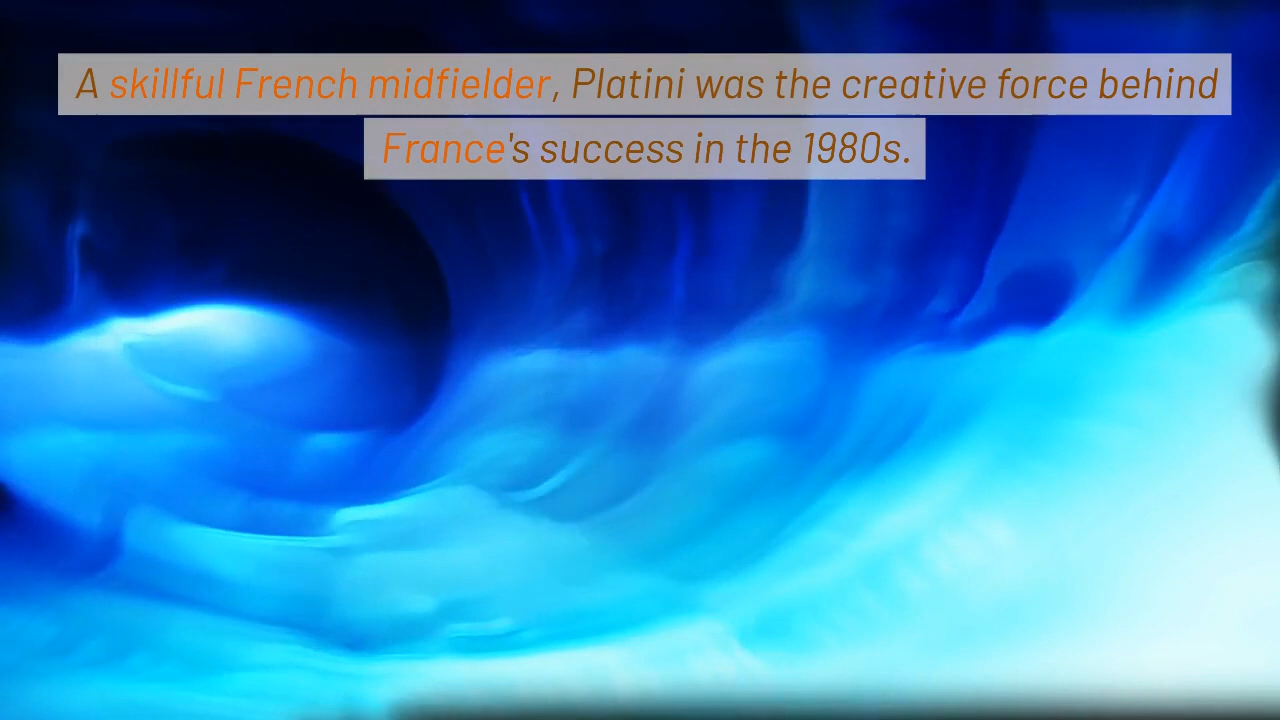 A skillful French midfielder, Platini was the creative force behind
France's success in the 1980s.